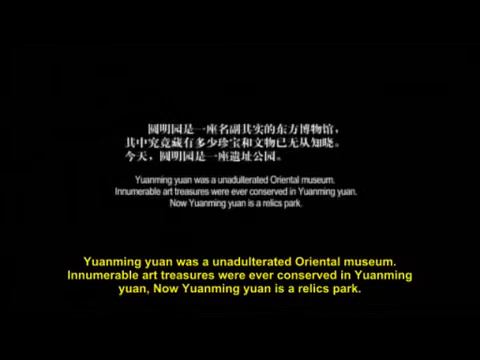 圆明园是一座名副其实的东方博物馆，
其中究竟藏有多少珍宝和文物已无从知晓。
今天，圆明园是一座遗址公园。
Yuanming yuan was a unadulterated Oriental museum.
Innumerable art treasures were ever conserved in Yuanming yuan.
Now Yuanming yuan is a relics park.
Yuanming yuan was a unadulterated Oriental museum.
Innumerable art treasures were ever conserved in Yuanming
yuan, Now Yuanming yuan is a relics park.